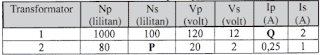 Transformator Np (lilitan) Ns (lilitan) Vp (volt) Vs (volt) Ip (A) Is (A)
1 1000 100 120 12 Q 2
2 80 P 20 2 0,25 1